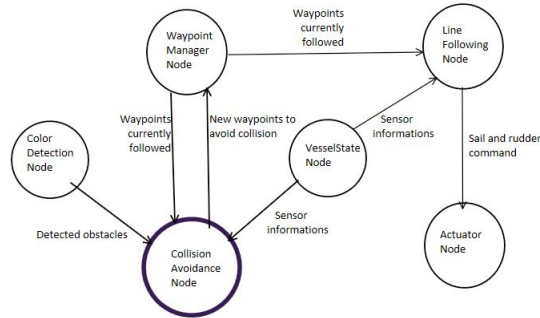 Waypoints
currently
followed
Waypoint
Manager
Node
Line
Following
Node
Waypoints
currently
followed
New waypoints to
avoid collision
Sensor
informations
Color
Detection
Node
VesselState
Node
Sail and rudder
command
Detected obstacles
Sensor
informations
Collision
Avoidance
Node
Actuator
Node